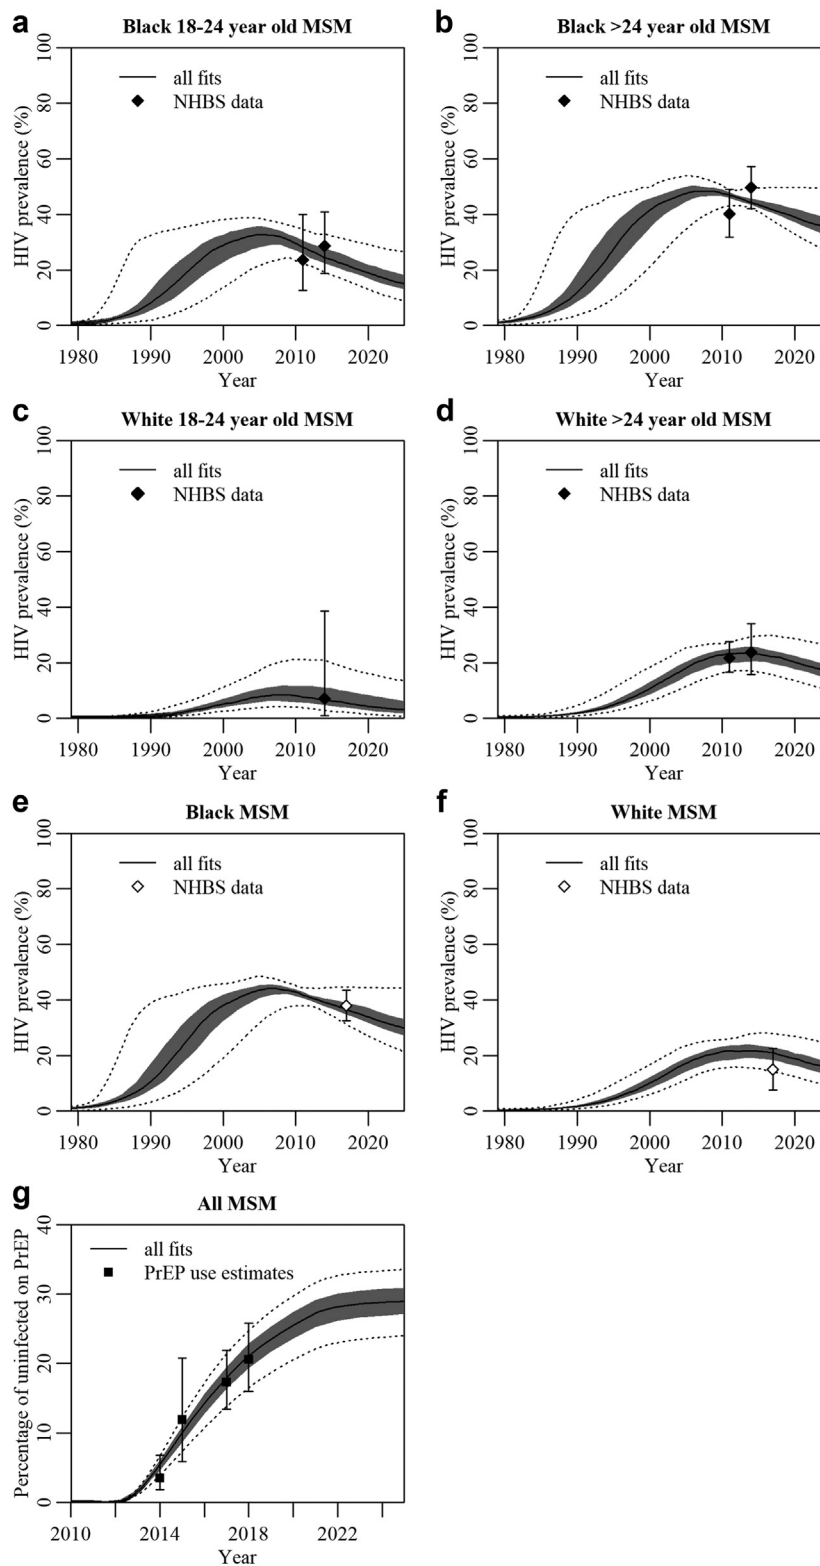 a Black 18-24 year old MSM
HIV prevalence (%)
100
80
60
40
20
0
all fits
NHBS data
1980 1990 2000 2010 2020
Year
b Black >24 year old MSM
HIV prevalence (%)
100
80
60
40
20
0
all fits
NHBS data
1980 1990 2000 2010 2020
Year
c White 18-24 year old MSM
HIV prevalence (%)
100
80
60
40
20
0
all fits
NHBS data
1980 1990 2000 2010 2020
Year
d White >24 year old MSM
HIV prevalence (%)
100
80
60
40
20
0
all fits
NHBS data
1980 1990 2000 2010 2020
Year
e Black MSM
HIV prevalence (%)
100
80
60
40
20
0
all fits
NHBS data
1980 1990 2000 2010 2020
Year
f White MSM
HIV prevalence (%)
100
80
60
40
20
0
all fits
NHBS data
1980 1990 2000 2010 2020
Year
g All MSM
Percentage of uninfected on PrEP
40
30
20
10
0
all fits
PrEP use estimates
2010 2014 2018 2022
Year